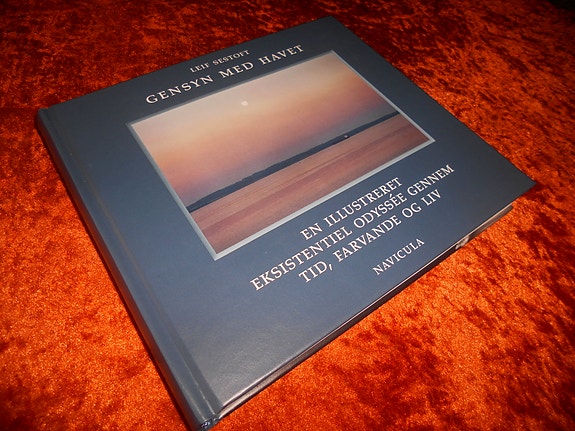 LEIF SESTOFT
GENSYN MED HAVET
EN ILLUSTRERET
EKSISTENTIEL ODYSSÉE GENNEM
TID, FARVANDE OG LIV
NAVICULA